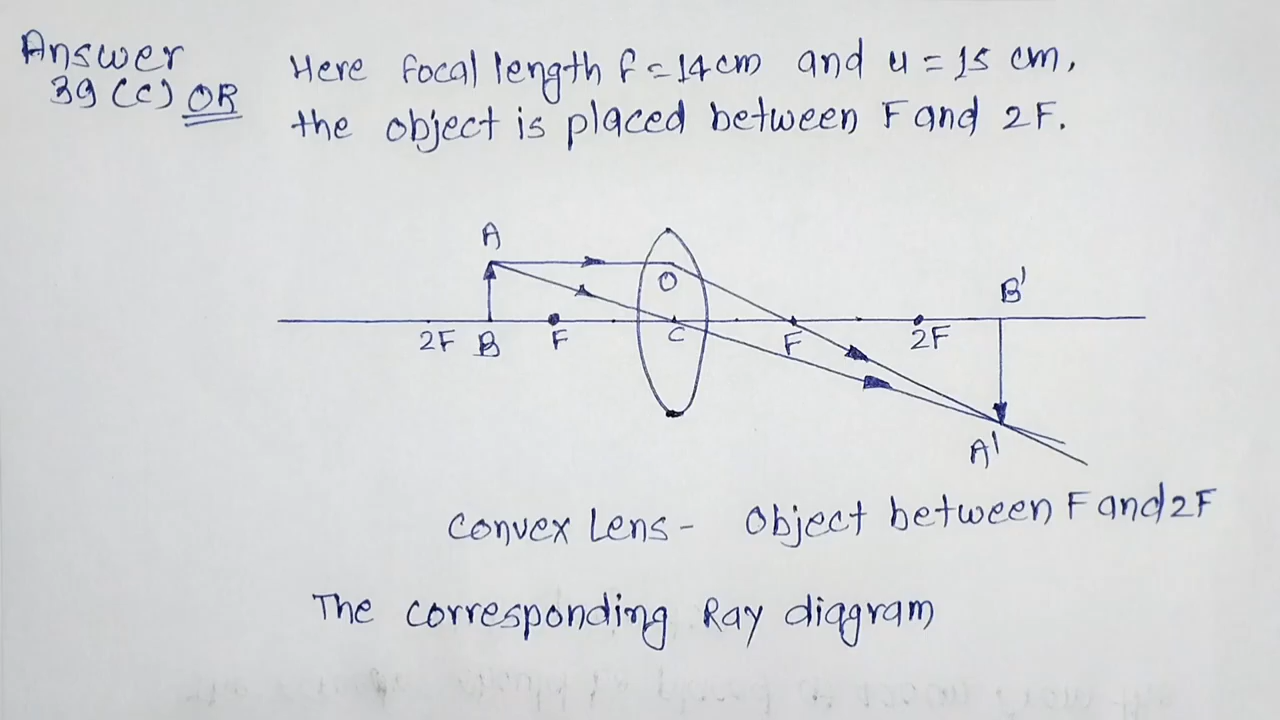 Answer
39 (C) OR
Here focal length f = 14 cm and u = 15 cm,
the object is placed between F and 2F.
A
O
B'
2F B F C F 2F
A'
Convex Lens - Object between F and 2F
The corresponding Ray diagram